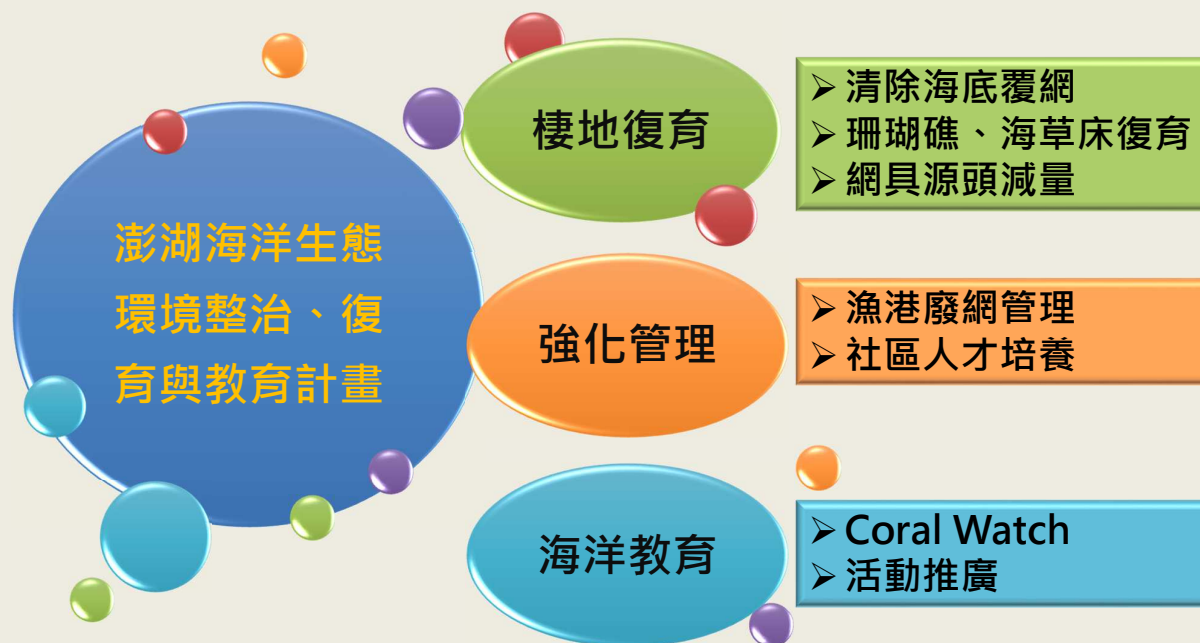 澎湖海洋生態
環境整治、復
育與教育計畫
棲地復育
➢ 清除海底覆網
➢ 珊瑚礁、海草床復育
➢ 網具源頭減量
強化管理
➢ 漁港廢網管理
➢ 社區人才培養
海洋教育
➢ Coral Watch
➢ 活動推廣